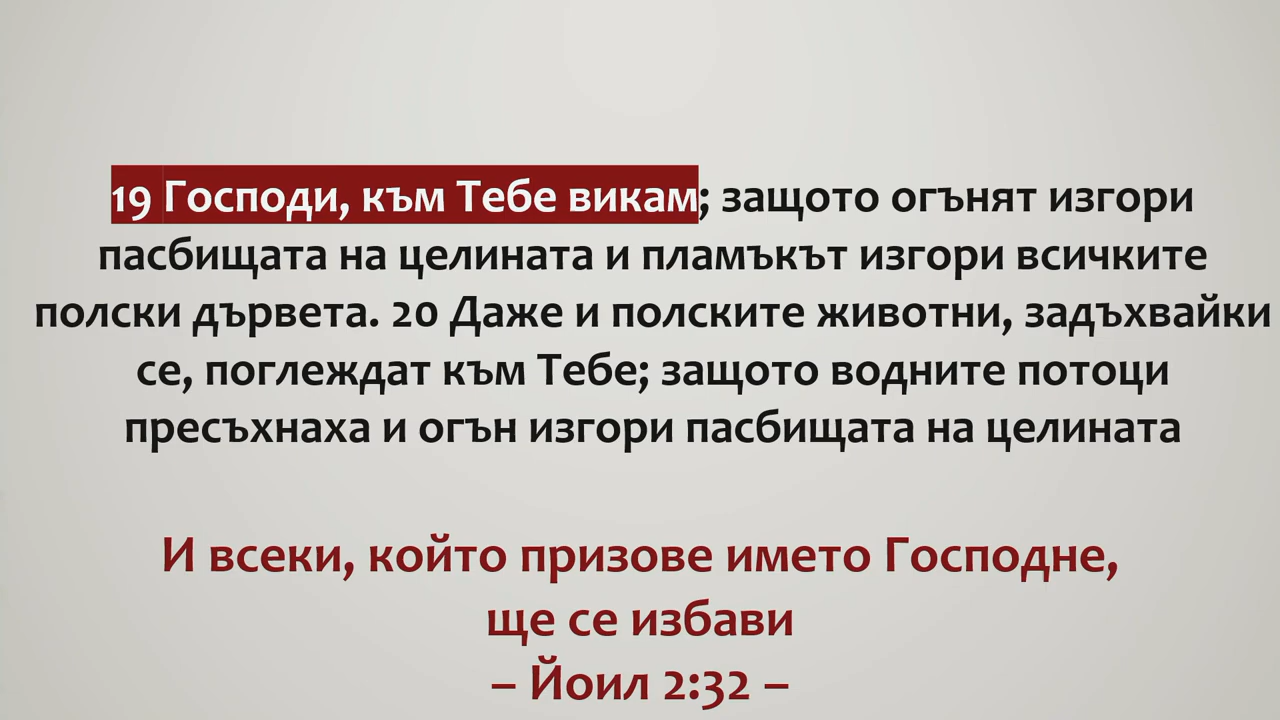 19 Господи, към Тебе викам; защото огънят изгори
пасбищата на целината и пламъкът изгори всичките
полски дървета. 20 Даже и полските животни, задъхвайки
се, поглеждат към Тебе; защото водните потоци
пресъхнаха и огън изгори пасбищата на целината
И всеки, който призове името Господне,
ще се избави
– Йоил 2:32 –